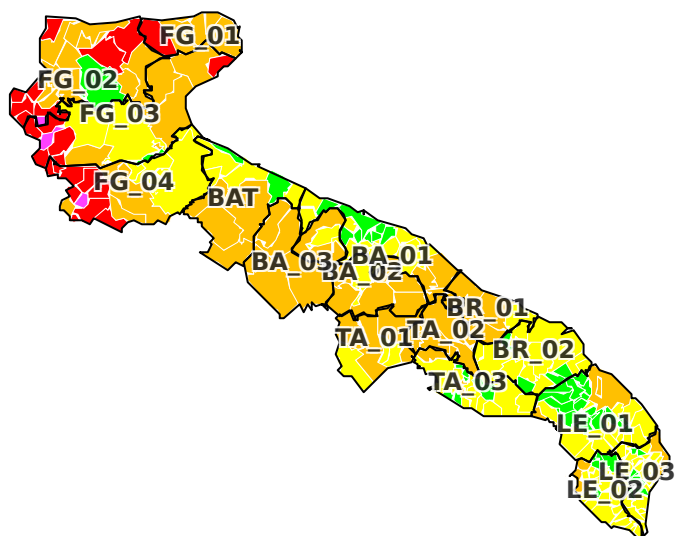 FG_01
FG_02
FG_03
FG_04
BAT
BA_01
BA_03
BA_02
BR_01
TA_02
TA_01
BR_02
TA_03
LE_01
LE_03
LE_02